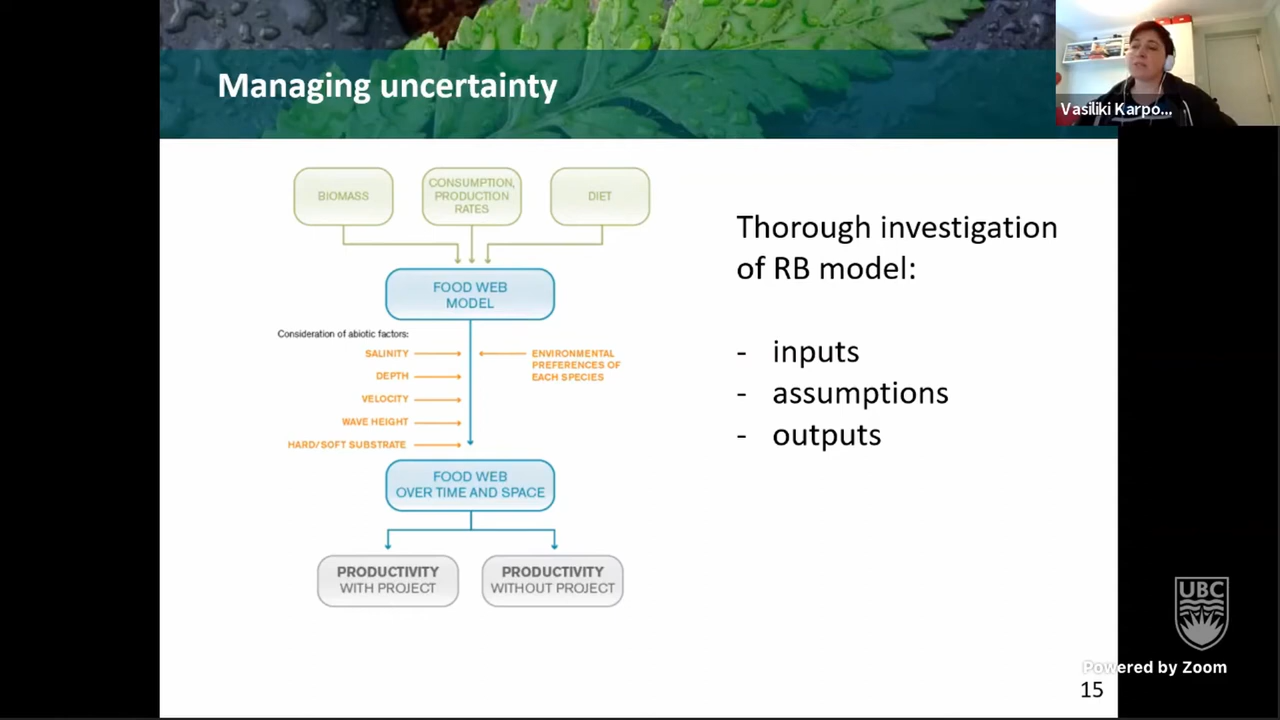 Managing uncertainty
Vasiliki Karpo...
BIOMASS
CONSUMPTION,
PRODUCTION
RATES
DIET
FOOD WEB
MODEL
Consideration of abiotic factors:
SALINITY
DEPTH
VELOCITY
WAVE HEIGHT
HARD/SOFT SUBSTRATE
ENVIRONMENTAL
PREFERENCES OF
EACH SPECIES
FOOD WEB
OVER TIME AND SPACE
PRODUCTIVITY
WITH PROJECT
PRODUCTIVITY
WITHOUT PROJECT
Thorough investigation
of RB model:
- inputs
- assumptions
- outputs
UBC
Powered by Zoom
15